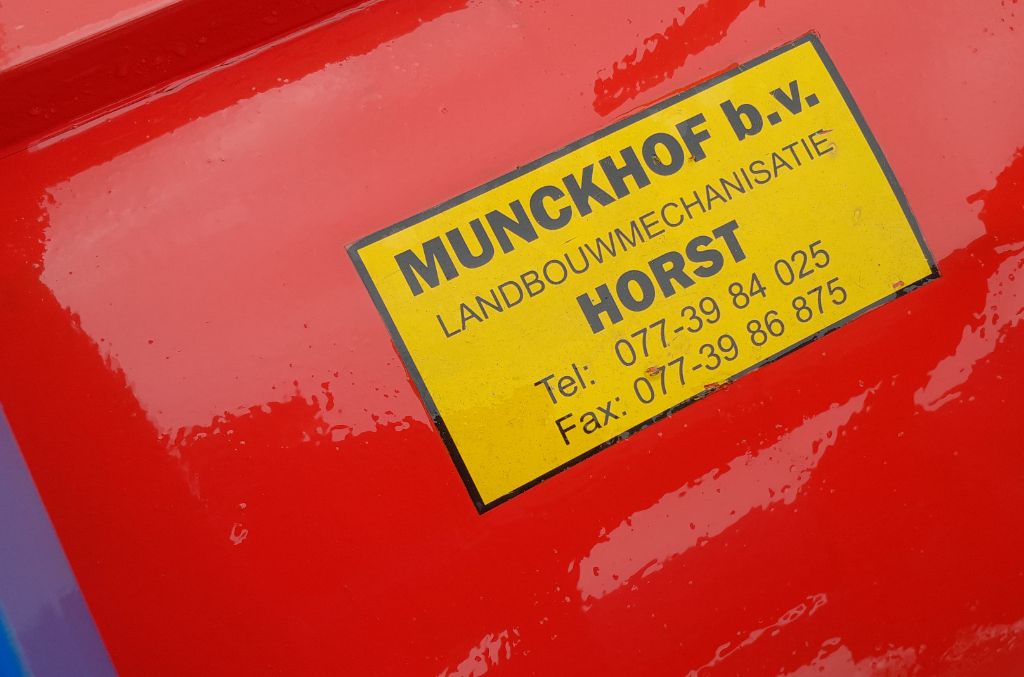 MUNCKHOF b.v.
LANDBOUWMECHANISATIE
HORST
Tel: 077-39 84 025
Fax: 077-39 86 875